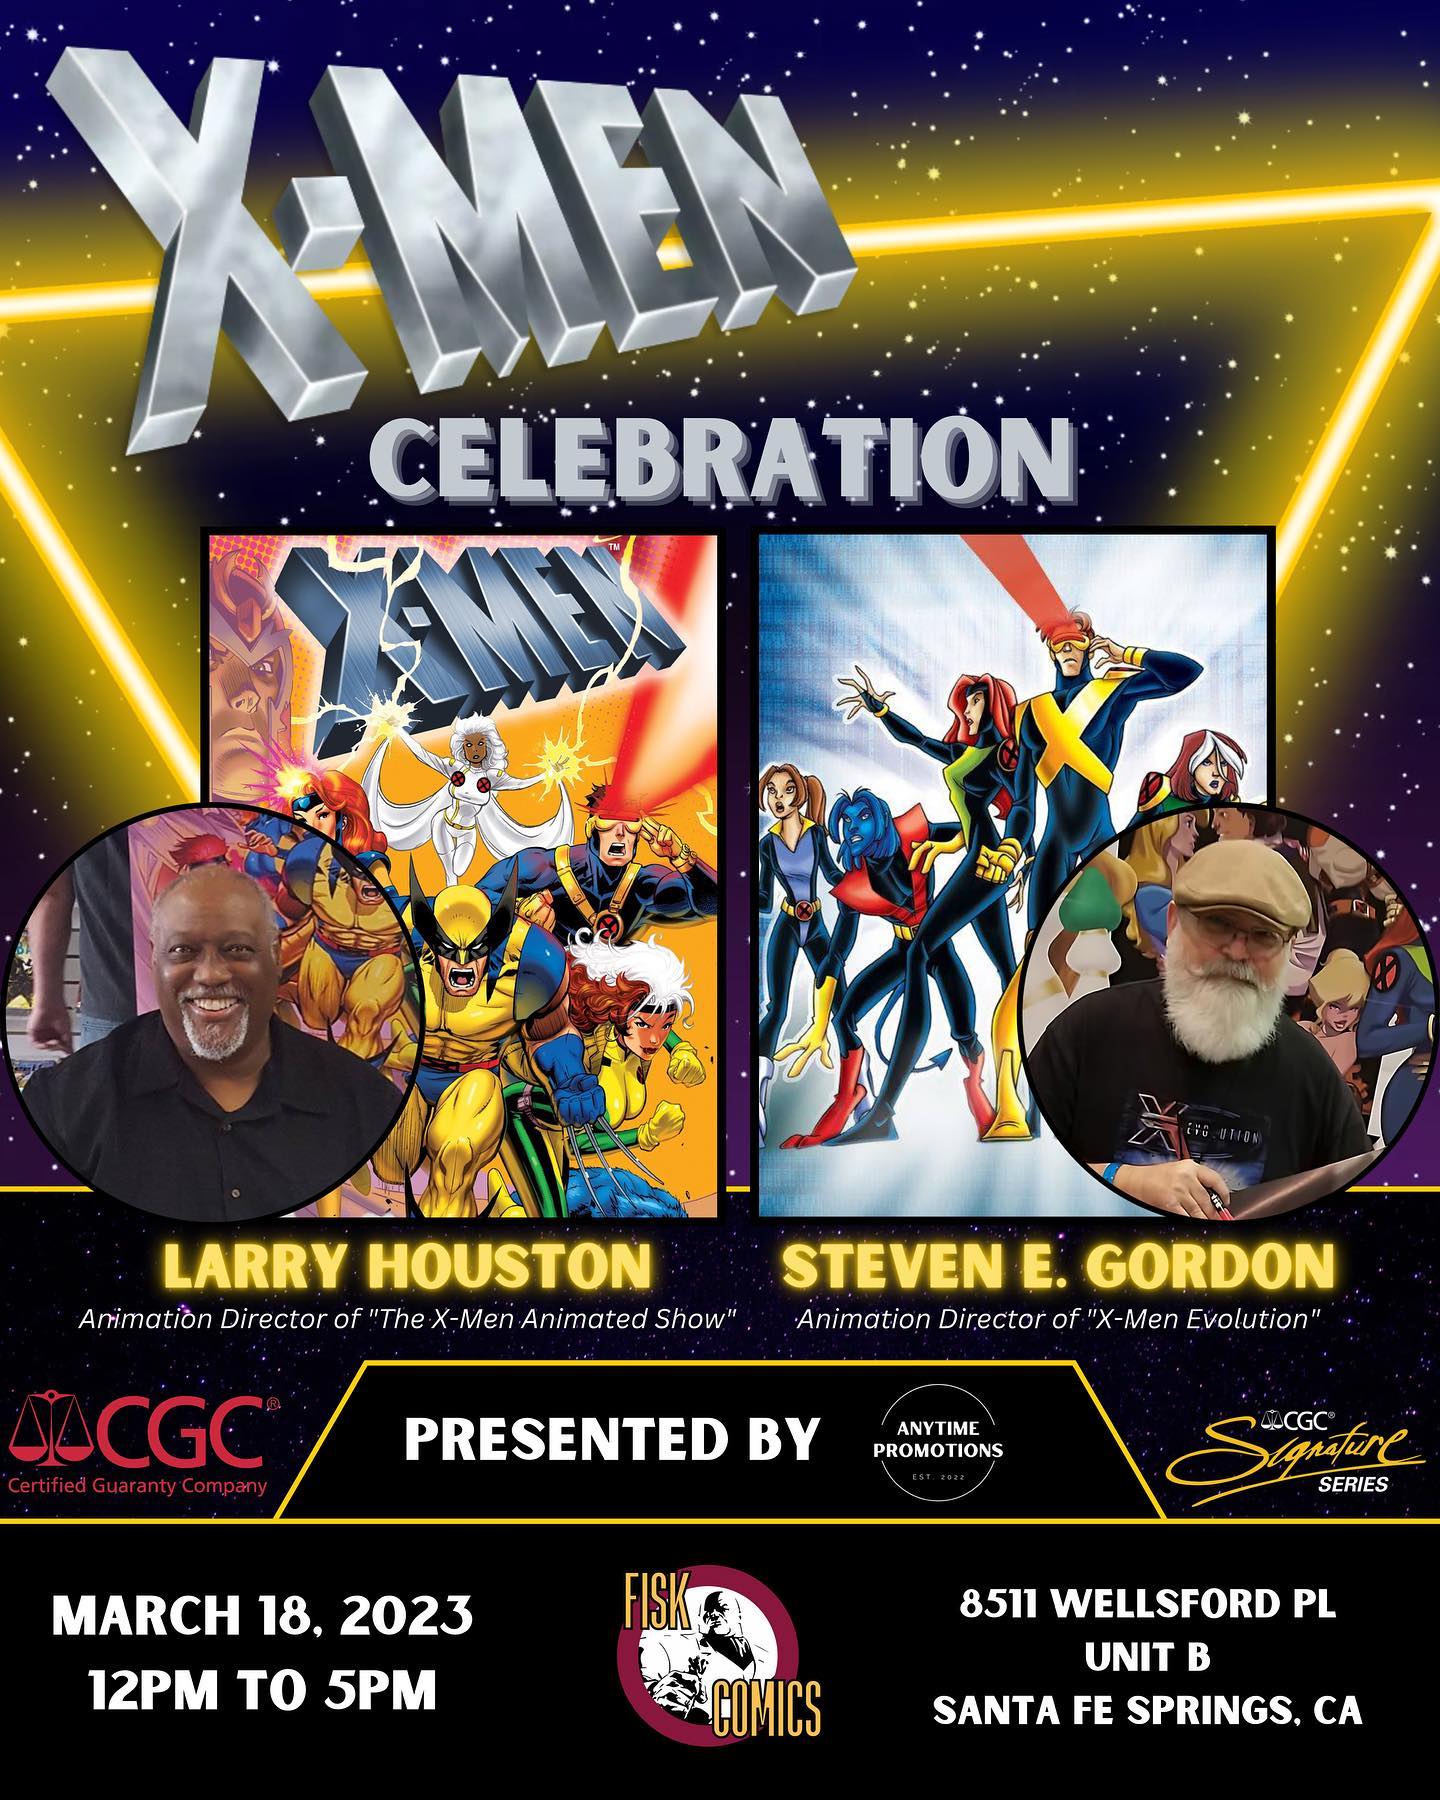 X-MEN
CELEBRATION
X-MEN™
EVOLUTION
LARRY HOUSTON
Animation Director of "The X-Men Animated Show"
STEVEN E. GORDON
Animation Director of "X-Men Evolution"
CGC®
Certified Guaranty Company
PRESENTED BY
ANYTIME
PROMOTIONS
EST. 2022
CGC®
Signature
SERIES
MARCH 18, 2023
12PM TO 5PM
FISK
COMICS
8511 WELLSFORD PL
UNIT B
SANTA FE SPRINGS, CA